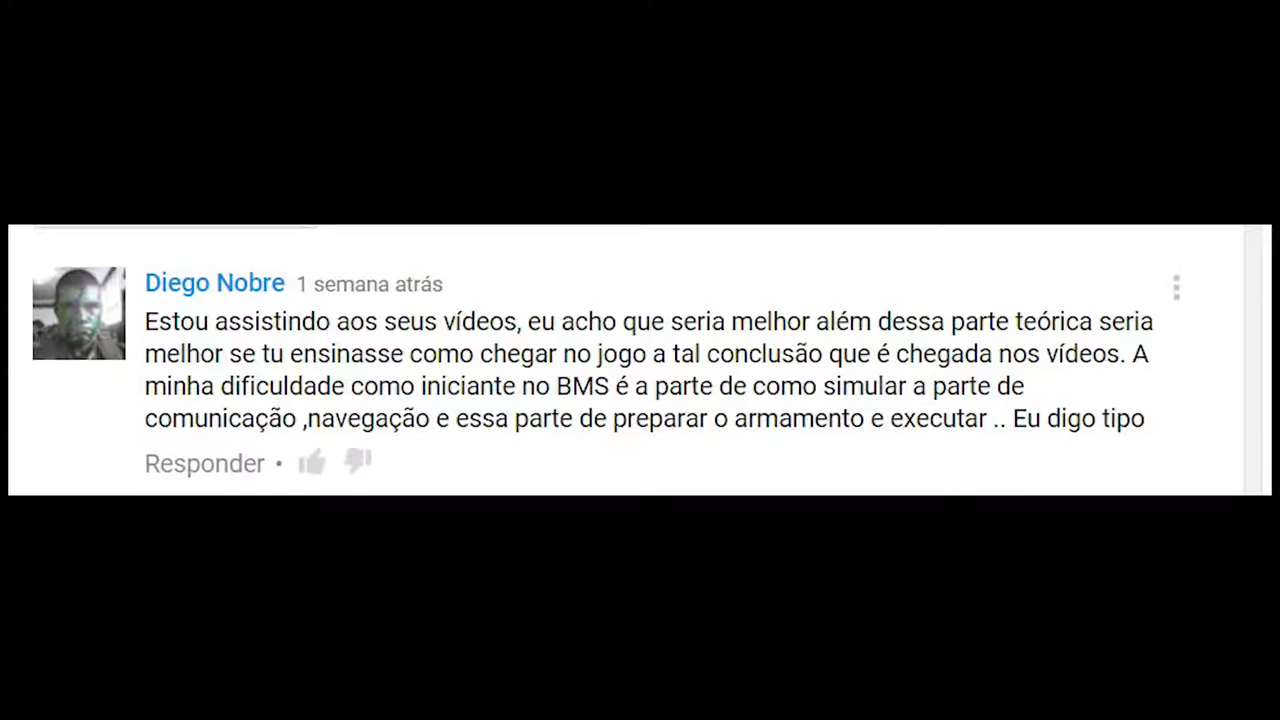 Diego Nobre 1 semana atrás
Estou assistindo aos seus vídeos, eu acho que seria melhor além dessa parte teórica seria
melhor se tu ensinasse como chegar no jogo a tal conclusão que é chegada nos vídeos. A
minha dificuldade como iniciante no BMS é a parte de como simular a parte de
comunicação ,navegação e essa parte de preparar o armamento e executar .. Eu digo tipo
Responder •